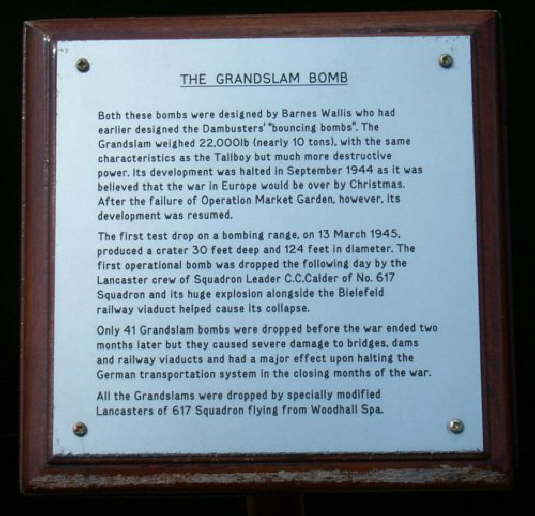 THE GRANDSLAM BOMB
Both these bombs were designed by Barnes Wallis who had
earlier designed the Dambusters' "bouncing bombs". The
Grandslam weighed 22,000lb (nearly 10 tons), with the same
characteristics as the Tallboy but much more destructive
power. Its development was halted in September 1944 as it was
believed that the war in Europe would be over by Christmas.
After the failure of Operation Market Garden, however, its
development was resumed.
The first test drop on a bombing range, on 13 March 1945,
produced a crater 30 feet deep and 124 feet in diameter. The
first operational bomb was dropped the following day by the
Lancaster crew of Squadron Leader C.C.Calder of No. 617
Squadron and its huge explosion alongside the Bielefeld
railway viaduct helped cause its collapse.
Only 41 Grandslam bombs were dropped before the war ended two
months later but they caused severe damage to bridges, dams
and railway viaducts and had a major effect upon halting the
German transportation system in the closing months of the war.
All the Grandslams were dropped by specially modified
Lancasters of 617 Squadron flying from Woodhall Spa.